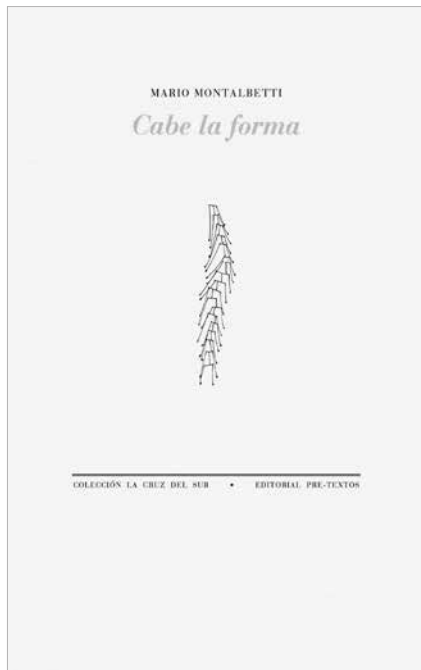 MARIO MONTALBETTI
Cabe la forma
COLECCIÓN LA CRUZ DEL SUR • EDITORIAL PRE-TEXTOS